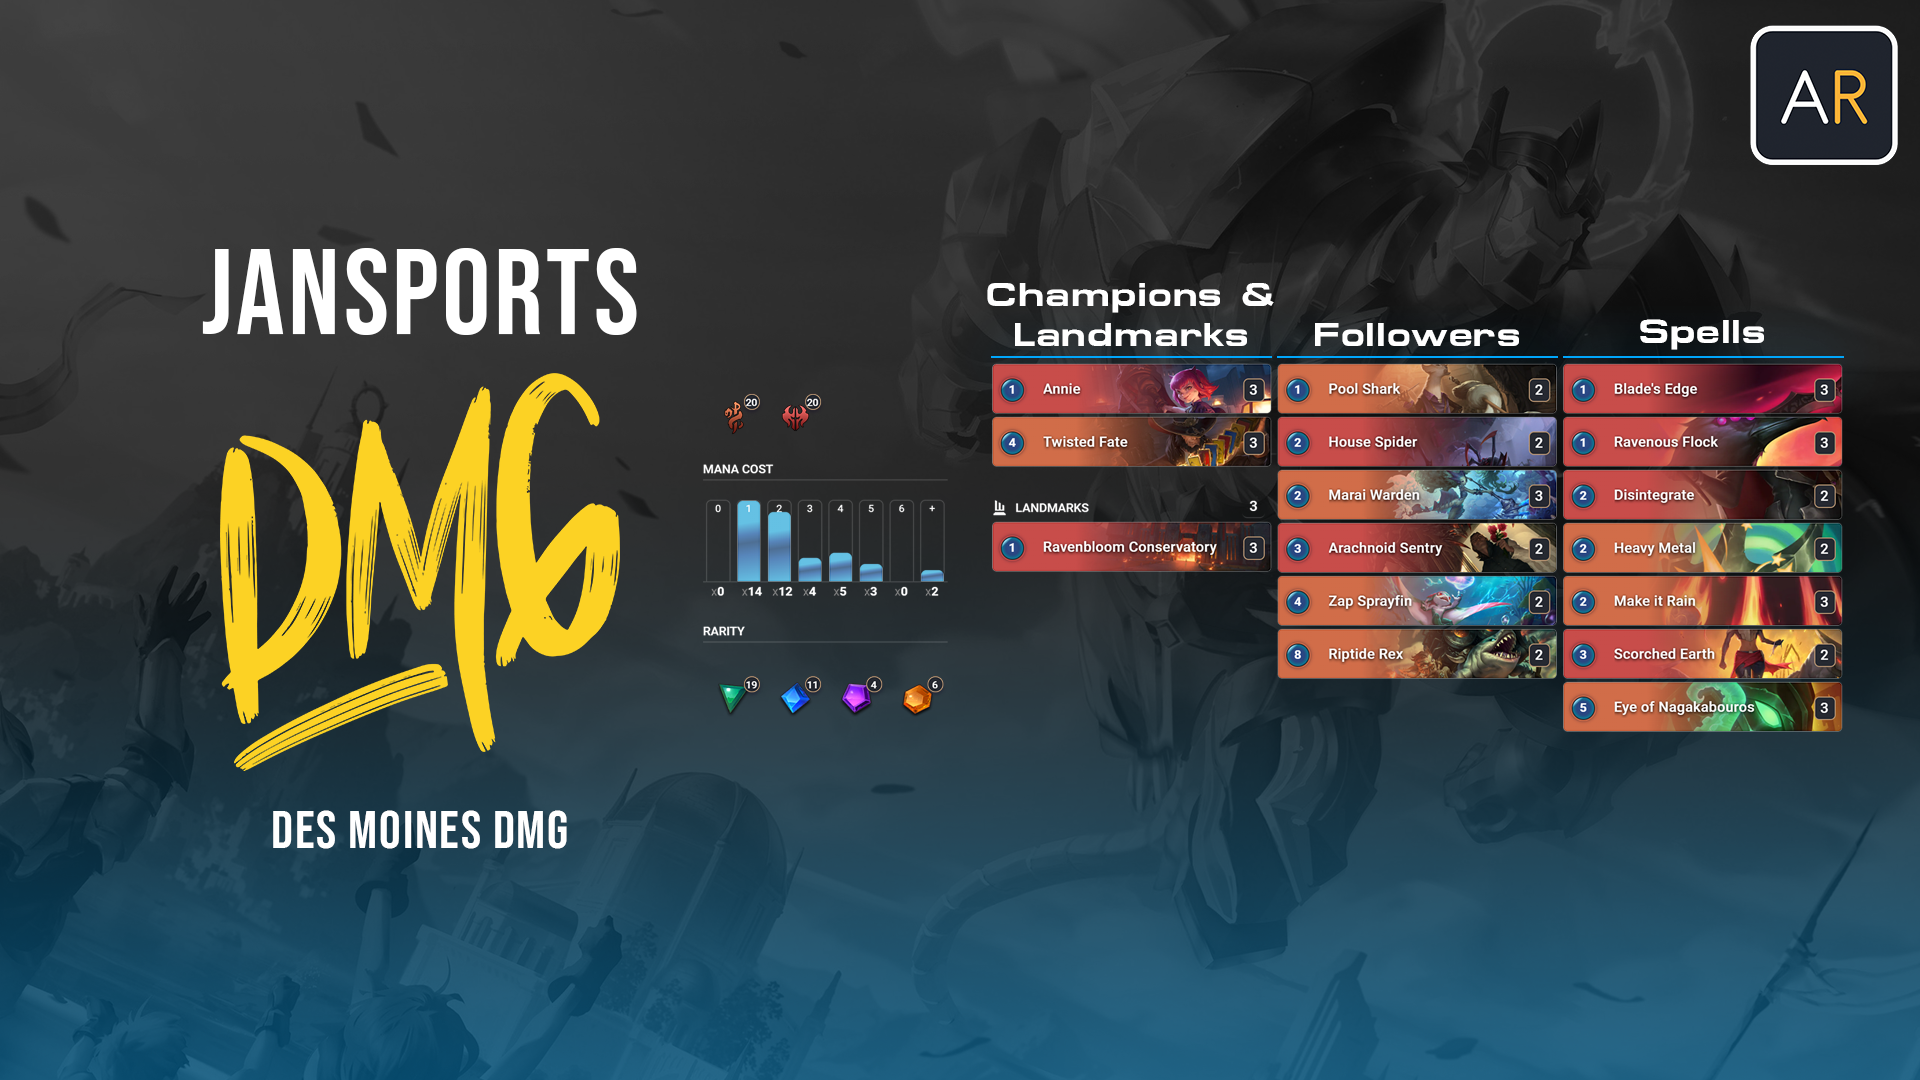 AR
JANSPORTS
DMG
DES MOINES DMG
20 20
MANA COST
0 1 2 3 4 5 6 +
x0 x14 x12 x4 x5 x3 x0 x2
RARITY
19 11 4 6
Champions &
Landmarks
1 Annie 3
4 Twisted Fate 3
LANDMARKS 3
1 Ravenbloom Conservatory 3
Followers
1 Pool Shark 2
2 House Spider 2
2 Marai Warden 3
3 Arachnoid Sentry 2
4 Zap Sprayfin 2
8 Riptide Rex 2
Spells
1 Blade's Edge 3
1 Ravenous Flock 3
2 Disintegrate 2
2 Heavy Metal 2
2 Make it Rain 3
3 Scorched Earth 2
5 Eye of Nagakabouros 3